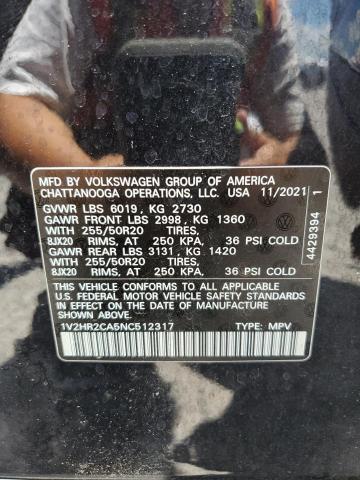 MFD BY VOLKSWAGEN GROUP OF AMERICA
CHATTANOOGA OPERATIONS, LLC. USA 11/2021
GVWR LBS 6019, KG 2730
GAWR FRONT LBS 2998, KG 1360
WITH 255/50R20 TIRES,
8JX20 RIMS, AT 250 KPA, 36 PSI COLD
GAWR REAR LBS 3131, KG 1420
WITH 255/50R20 TIRES,
8JX20 RIMS, AT 250 KPA, 36 PSI COLD
THIS VEHICLE CONFORMS TO ALL APPLICABLE
U.S. FEDERAL MOTOR VEHICLE SAFETY
STANDARDS IN EFFECT ON THE DATE OF MANUFACTURE
SHOWN ABOVE.
1V2HR2CA5NC512317 TYPE: MPV
4429394 1